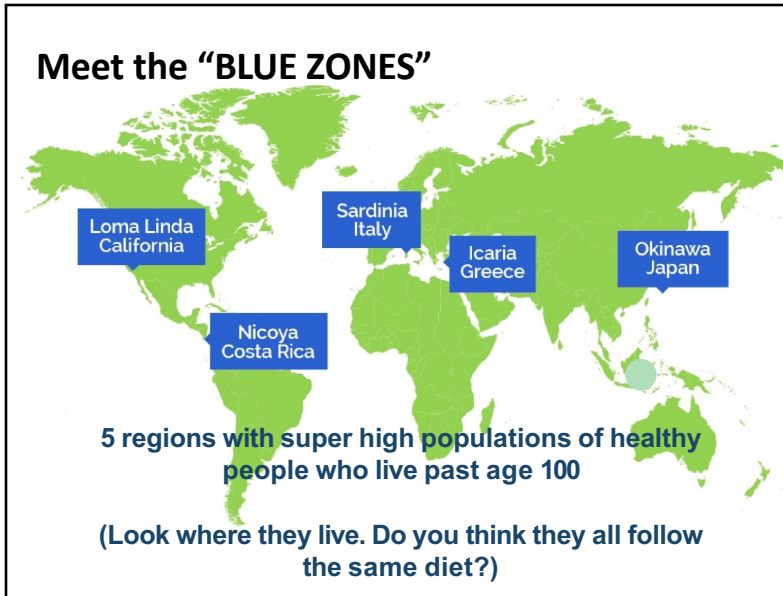 Meet the “BLUE ZONES”
Loma Linda
California
Sardinia
Italy
Icaria
Greece
Okinawa
Japan
Nicoya
Costa Rica
5 regions with super high populations of healthy
people who live past age 100
(Look where they live. Do you think they all follow
the same diet?)